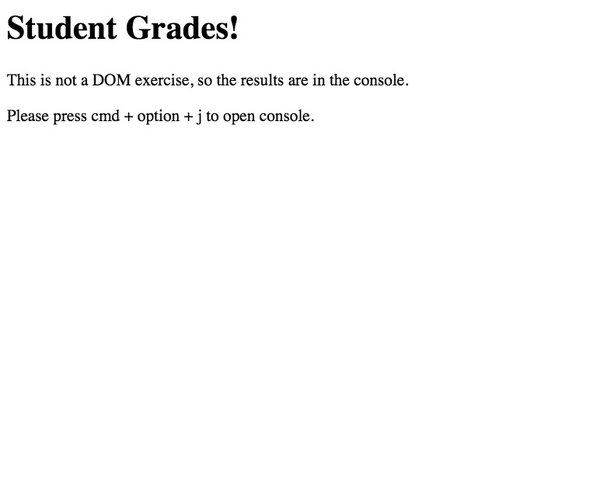 Student Grades!
This is not a DOM exercise, so the results are in the console.
Please press cmd + option + j to open console.